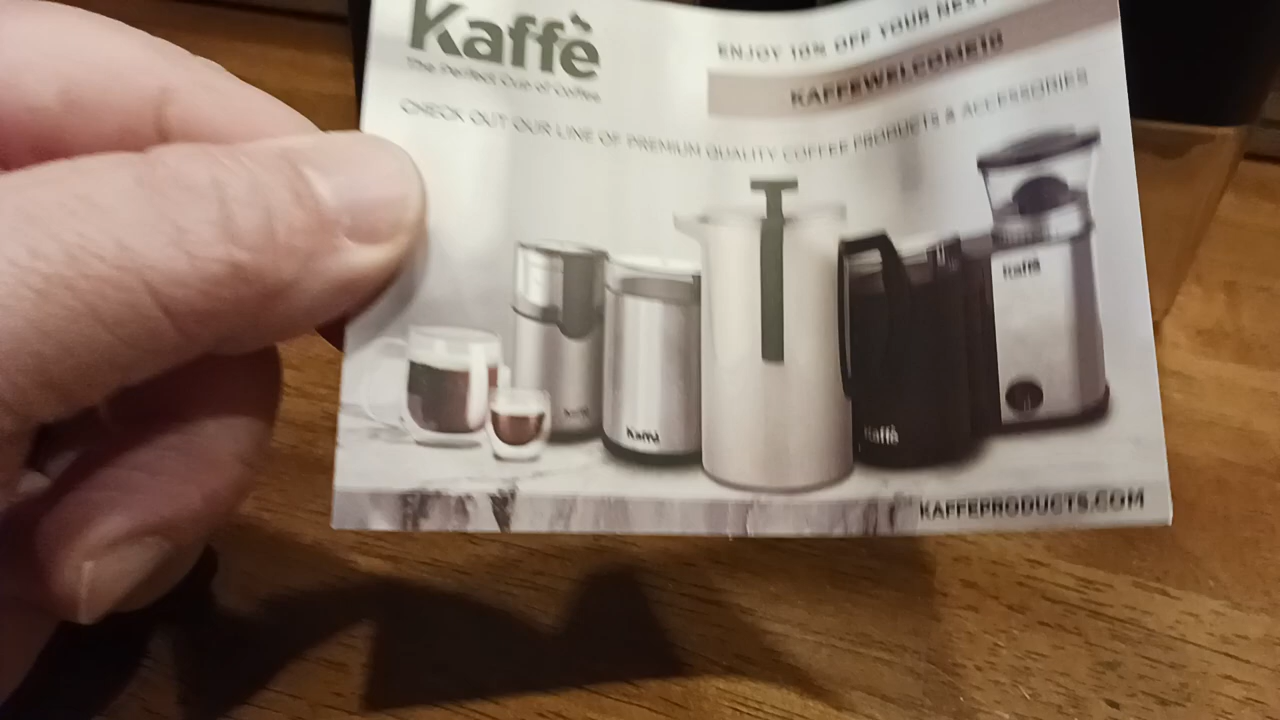 Kaffè
The Perfect Cup of Coffee
ENJOY 10% OFF YOUR NEXT
KAFFEWELCOME10
CHECK OUT OUR LINE OF PREMIUM QUALITY COFFEE PRODUCTS & ACCESSORIES
kaffè
kaffè
kaffè
kaffè
KAFFEPRODUCTS.COM